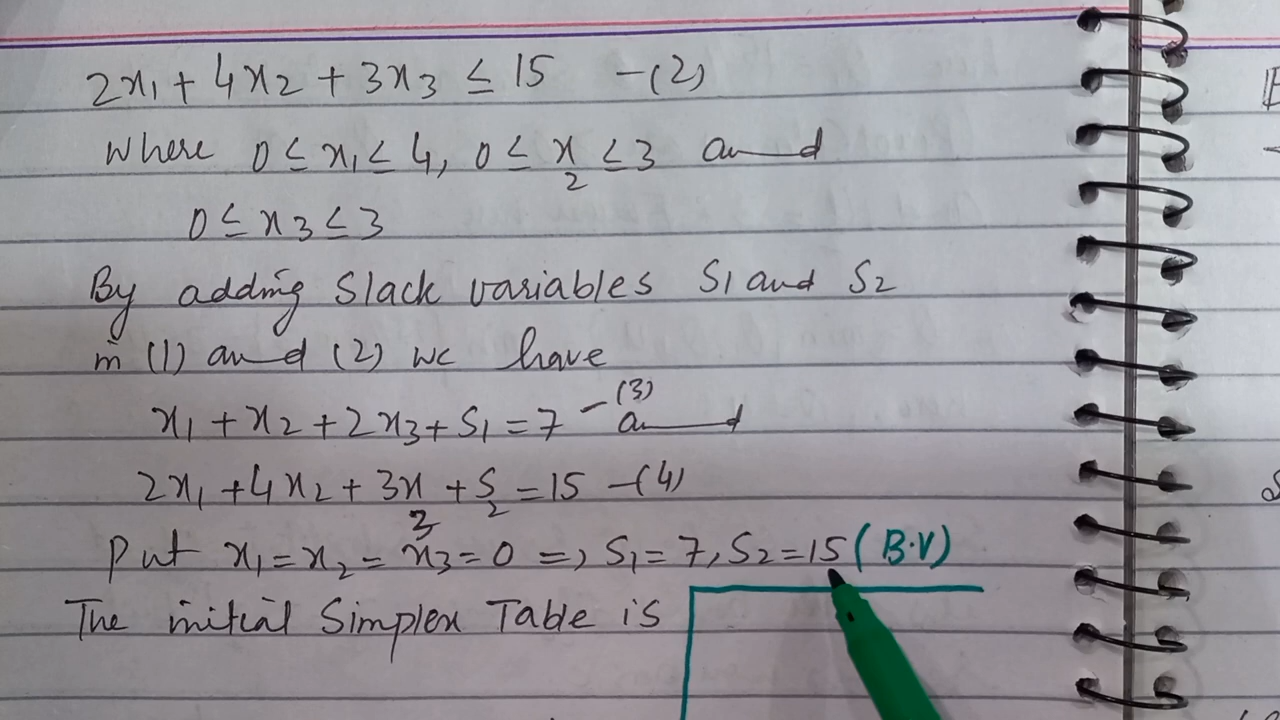 2x₁ + 4x₂ + 3x₃ ≤ 15 -(2)
Where 0 ≤ x₁ ≤ 4, 0 ≤ x₂ ≤ 3 and
0 ≤ x₃ ≤ 3
By adding Slack variables S₁ and S₂
in (1) and (2) we have
x₁ + x₂ + 2x₃ + S₁ = 7 -(3) and
2x₁ + 4x₂ + 3x₃ + S₂ = 15 -(4)
Put x₁ = x₂ = x₃ = 0 => S₁ = 7, S₂ = 15 (B.V)
The initial Simplex Table is